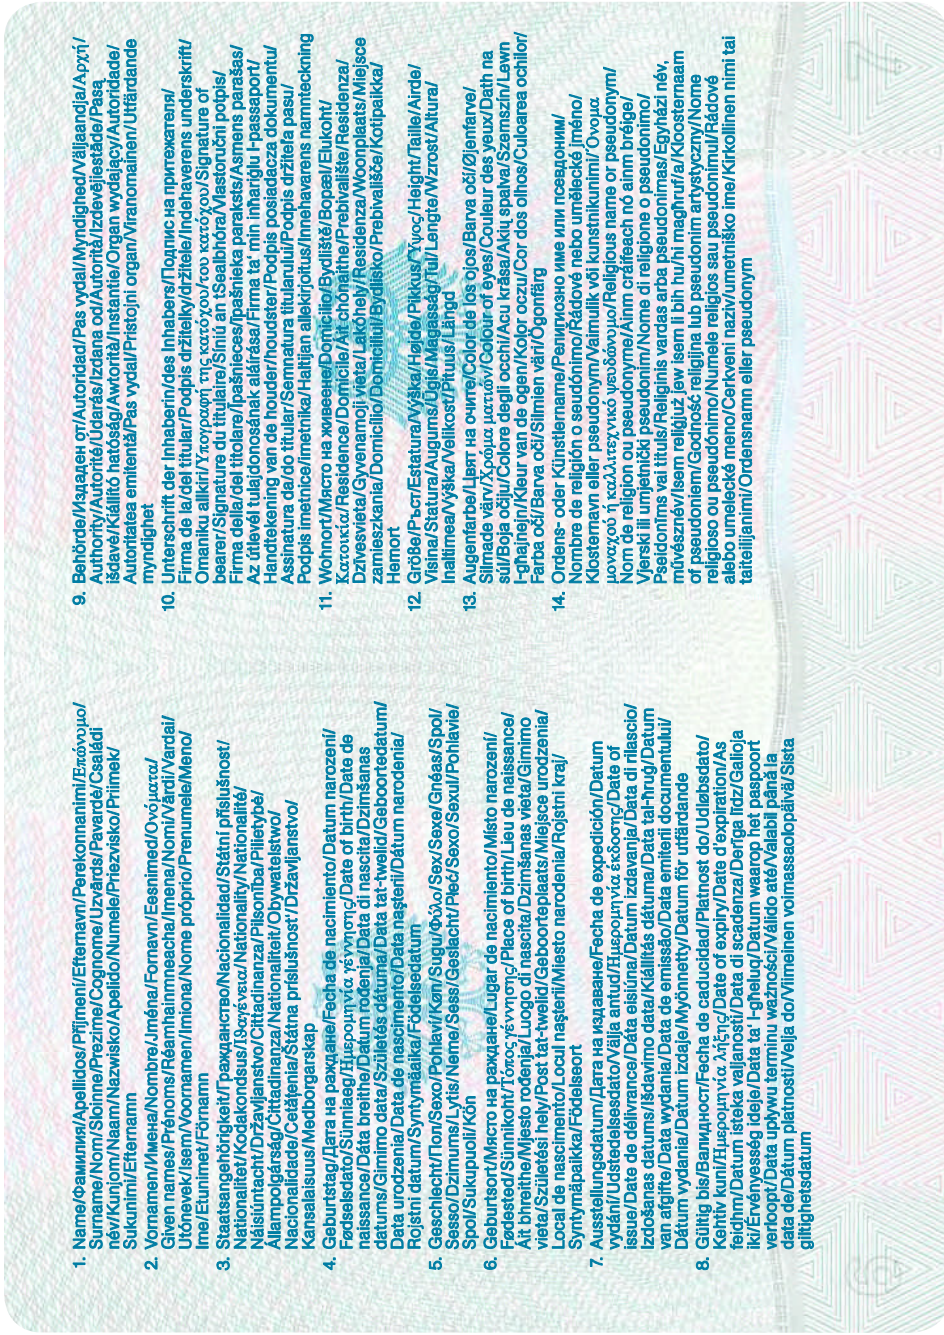 1. Name/Фамилия/Apellidos/Příjmení/Efternavn/Perekonnanimi/Επώνυμο/
Surname/Nom/Sloinne/Prezime/Cognome/Uzvārds/Pavardė/Családi
név/Kunjom/Naam/Nazwisko/Apelido/Numele/Priezvisko/Priimek/
Sukunimi/Efternamn
2. Vornamen/Имена/Nombre/Jména/Fornavn/Eesnimed/Ονόματα/
Given names/Prénoms/Réamhainmneacha/Imena/Nomi/Vārdi/Vardai/
Utónevek/Isem/Voornamen/Imiona/Nome próprio/Prenumele/Meno/
Ime/Etunimet/Förnamn
3. Staatsangehörigkeit/Гражданство/Nacionalidad/Státní příslušnost/
Nationalitet/Kodakondsus/Ιθαγένεια/Nationality/Nationalité/
Náisiúntacht/Državljanstvo/Cittadinanza/Pilsonība/Pilietybė/
Állampolgárság/Ċittadinanza/Nationaliteit/Obywatelstwo/
Nacionalidade/Cetățenia/Štátna príslušnosť/Državljanstvo/
Kansalaisuus/Medborgarskap
4. Geburtstag/Дата на раждане/Fecha de nacimiento/Datum narození/
Fødselsdato/Sünniaeg/Ημερομηνία γέννησης/Date of birth/Date de
naissance/Dáta breithe/Datum rođenja/Data di nascita/Dzimšanas
datums/Gimimo data/Születés dátuma/Data tat-twelid/Geboortedatum/
Data urodzenia/Data de nascimento/Data nașterii/Dátum narodenia/
Rojstni datum/Syntymäaika/Födelsedatum
5. Geschlecht/Пол/Sexo/Pohlaví/Køn/Sugu/Φύλο/Sex/Sexe/Gnéas/Spol/
Sesso/Dzimums/Lytis/Neme/Sess/Geslacht/Płeć/Sexo/Sexul/Pohlavie/
Spol/Sukupuoli/Kön
6. Geburtsort/Място на раждане/Lugar de nacimiento/Místo narození/
Fødested/Sünnikoht/Τόπος γέννησης/Place of birth/Lieu de naissance/
Áit bhreithe/Mjesto rođenja/Luogo di nascita/Dzimšanas vieta/Gimimo
vieta/Születési hely/Post tat-twelid/Geboorteplaats/Miejsce urodzenia/
Local de nascimento/Locul nașterii/Miesto narodenia/Rojstni kraj/
Syntymäpaikka/Födelseort
7. Ausstellungsdatum/Дата на издаване/Fecha de expedición/Datum
vydání/Udstedelsesdato/Välja antud/Ημερομηνία έκδοσης/Date of
issue/Date de délivrance/Dáta eisiúna/Datum izdavanja/Data di rilascio/
Izdošanas datums/Išdavimo data/Kiállítás dátuma/Data tal-ħruġ/Datum
van afgifte/Data wydania/Data de emissão/Data emiterii documentului/
Dátum vydania/Datum izdaje/Myönnetty/Datum för utfärdande
8. Gültig bis/Валидност/Fecha de caducidad/Platnost do/Udløbsdato/
Kehtiv kuni/Ημερομηνία λήξης/Date of expiry/Date d'expiration/As
feidhm/Datum isteka valjanosti/Data di scadenza/Derīga līdz/Galioja
iki/Érvényesség ideje/Data ta' l-għeluq/Datum waarop het paspoort
verloopt/Data upływu terminu ważności/Válido até/Valabil până la
data de/Dátum platnosti/Velja do/Viimeinen voimassaolopäivä/Sista
giltighetsdatum
9. Behörde/Издаден от/Autoridad/Pas vydal/Myndighed/Väljaandja/Αρχή/
Authority/Autorité/Údarás/Izdana od/Autorità/Izdevējiestāde/Pasą
išdavė/Kiállító hatóság/Awtorità/Instantie/Organ wydający/Autoridade/
Autoritatea emitentă/Pas vydal/Pristojni organ/Viranomainen/Utfärdande
myndighet
10. Unterschrift der Inhaberin/des Inhabers/Подпис на притежателя/
Firma de la/del titular/Podpis držitelky/držitele/Indehaverens underskrift/
Omaniku allkiri/Υπογραφή της κατόχου/του κατόχου/Signature of
bearer/Signature du titulaire/Síniú an tSealbhóra/Vlastoručni potpis/
Firma della/del titolare/Īpašnieces/īpašnieka paraksts/Asmens parašas/
Az útlevél tulajdonosának aláírása/Firma ta' min inħariġlu l-passaport/
Handtekening van de houder/houdster/Podpis posiadacza dokumentu/
Assinatura da/do titular/Semnatura titularului/Podpis držiteľa pasu/
Podpis imetnice/imetnika/Haltijan allekirjoitus/Innehavarens namnteckning
11. Wohnort/Място на живеене/Domicilio/Bydliště/Bopæl/Elukoht/
Κατοικία/Residence/Domicile/Áit chónaithe/Prebivalište/Residenza/
Dzīvesvieta/Gyvenamoji vieta/Lakóhely/Residenza/Woonplaats/Miejsce
zamieszkania/Domicílio/Domiciliul/Bydlisko/Prebivališče/Kotipaikka/
Hemort
12. Größe/Ръст/Estatura/Výška/Højde/Pikkus/Ύψος/Height/Taille/Airde/
Visina/Statura/Augums/Ūgis/Magasság/Tul/Lengte/Wzrost/Altura/
Inaltimea/Výška/Velikost/Pituus/Längd
13. Augenfarbe/Цвят на очите/Color de los ojos/Barva očí/Øjenfarve/
Silmade värv/Χρώμα ματιών/Color of eyes/Couleur des yeux/Dath na
súl/Boja očiju/Colore degli occhi/Acu krāsa/Akių spalva/Szemszín/Lewn
l-għajnejn/Kleur van de ogen/Kolor oczu/Cor dos olhos/Culoarea ochilor/
Farba očí/Barva oči/Silmien väri/Ögonfärg
14. Ordens- oder Künstlername/Религиозно име или псевдоним/
Nombre de religión o seudónimo/Řádové nebo umělecké jméno/
Klosternavn eller pseudonym/Vaimulik või kunstnikunimi/Όνομα
μοναχού ή καλλιτεχνικό ψευδώνυμο/Religious name or pseudonym/
Nom de religion ou pseudonyme/Ainm cráifeach nó ainm bréige/
Vjerski ili umjetnički pseudonim/Nome di religione o pseudonimo/
Pseidonīms vai tituls/Religinis vardas arba pseudonimas/Egyházi név,
művésznév/Isem reliġjuż jew isem li bih hu/hi magħruf/a/Kloosternaam
of pseudoniem/Godność religijna lub pseudonim artystyczny/Nome
religioso ou pseudónimo/Numele religios sau pseudonimul/Rádové
alebo umelecké meno/Cerkveni naziv/umetniško ime/Kirkollinen nimi tai
taiteilijanimi/Ordensnamn eller pseudonym
6
7